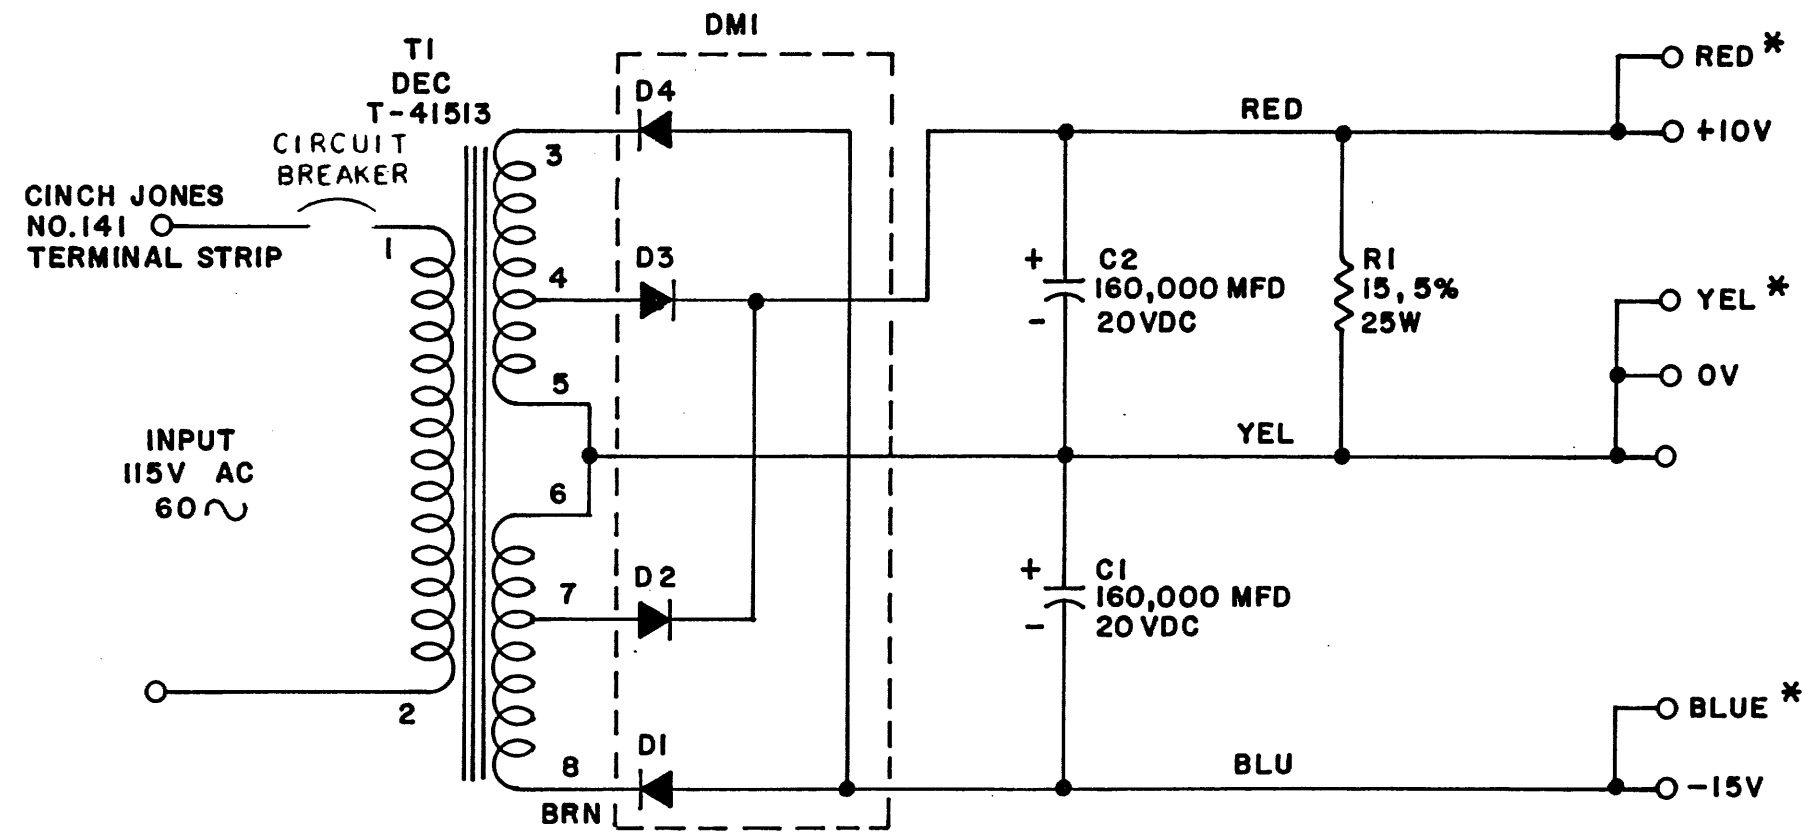 DM1
T1
DEC
T-41513
CIRCUIT
BREAKER
CINCH JONES
NO.141
TERMINAL STRIP
INPUT
115V AC
60~
1
2
3
4
5
6
7
8
BRN
D4
D3
D2
D1
RED
YEL
BLU
+
C2
160,000 MFD
20VDC
-
R1
15, 5%
25W
+
C1
160,000 MFD
20VDC
-
RED*
+10V
YEL*
0V
BLUE*
-15V